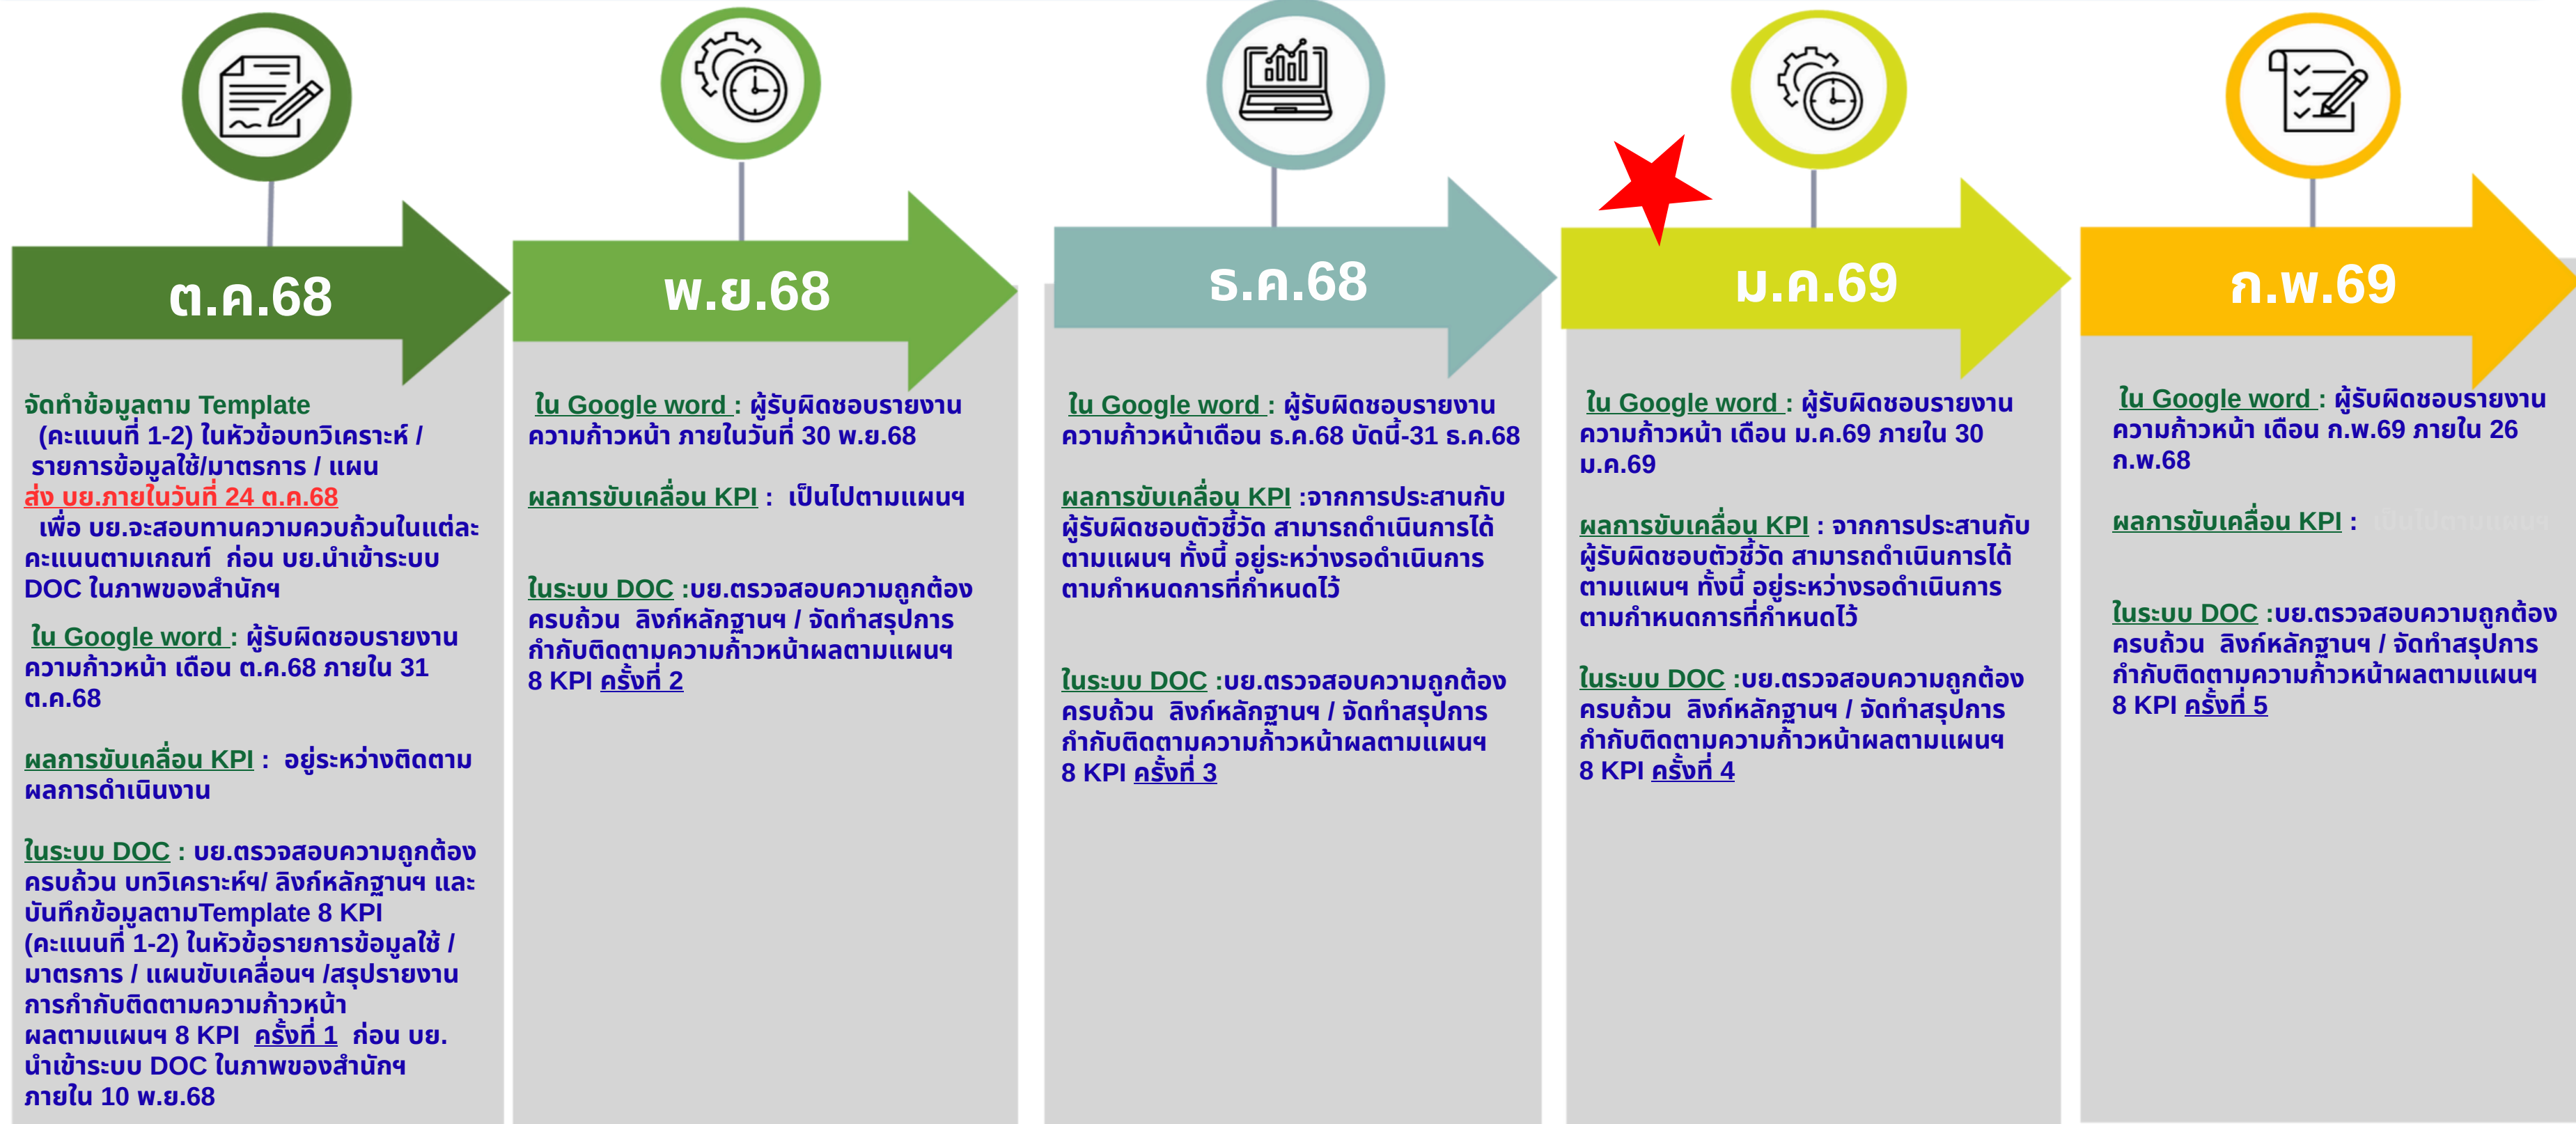 ต.ค.68
จัดทำข้อมูลตาม Template
(คะแนนที่ 1-2) ในหัวข้อบทวิเคราะห์ /
รายการข้อมูลใช้/มาตรการ / แผน
ส่ง บย.ภายในวันที่ 24 ต.ค.68
เพื่อ บย.จะสอบทานความควบถ้วนในแต่ละ
คะแนนตามเกณฑ์ ก่อน บย.นำเข้าระบบ
DOC ในภาพของสำนักฯ
ใน Google word : ผู้รับผิดชอบรายงาน
ความก้าวหน้า เดือน ต.ค.68 ภายใน 31
ต.ค.68
ผลการขับเคลื่อน KPI : อยู่ระหว่างติดตาม
ผลการดำเนินงาน
ในระบบ DOC : บย.ตรวจสอบความถูกต้อง
ครบถ้วน บทวิเคราะห์ฯ/ ลิงก์หลักฐานฯ และ
บันทึกข้อมูลตามTemplate 8 KPI
(คะแนนที่ 1-2) ในหัวข้อรายการข้อมูลใช้ /
มาตรการ / แผนขับเคลื่อนฯ /สรุปรายงาน
การกำกับติดตามความก้าวหน้า
ผลตามแผนฯ 8 KPI ครั้งที่ 1 ก่อน บย.
นำเข้าระบบ DOC ในภาพของสำนักฯ
ภายใน 10 พ.ย.68
พ.ย.68
ใน Google word : ผู้รับผิดชอบรายงาน
ความก้าวหน้า ภายในวันที่ 30 พ.ย.68
ผลการขับเคลื่อน KPI : เป็นไปตามแผนฯ
ในระบบ DOC :บย.ตรวจสอบความถูกต้อง
ครบถ้วน ลิงก์หลักฐานฯ / จัดทำสรุปการ
กำกับติดตามความก้าวหน้าผลตามแผนฯ
8 KPI ครั้งที่ 2
ธ.ค.68
ใน Google word : ผู้รับผิดชอบรายงาน
ความก้าวหน้าเดือน ธ.ค.68 บัดนี้-31 ธ.ค.68
ผลการขับเคลื่อน KPI :จากการประสานกับ
ผู้รับผิดชอบตัวชี้วัด สามารถดำเนินการได้
ตามแผนฯ ทั้งนี้ อยู่ระหว่างรอดำเนินการ
ตามกำหนดการที่กำหนดไว้
ในระบบ DOC :บย.ตรวจสอบความถูกต้อง
ครบถ้วน ลิงก์หลักฐานฯ / จัดทำสรุปการ
กำกับติดตามความก้าวหน้าผลตามแผนฯ
8 KPI ครั้งที่ 3
ม.ค.69
ใน Google word : ผู้รับผิดชอบรายงาน
ความก้าวหน้า เดือน ม.ค.69 ภายใน 30
ม.ค.69
ผลการขับเคลื่อน KPI : จากการประสานกับ
ผู้รับผิดชอบตัวชี้วัด สามารถดำเนินการได้
ตามแผนฯ ทั้งนี้ อยู่ระหว่างรอดำเนินการ
ตามกำหนดการที่กำหนดไว้
ในระบบ DOC :บย.ตรวจสอบความถูกต้อง
ครบถ้วน ลิงก์หลักฐานฯ / จัดทำสรุปการ
กำกับติดตามความก้าวหน้าผลตามแผนฯ
8 KPI ครั้งที่ 4
ก.พ.69
ใน Google word : ผู้รับผิดชอบรายงาน
ความก้าวหน้า เดือน ก.พ.69 ภายใน 26
ก.พ.68
ผลการขับเคลื่อน KPI : เป็นไปตามแผนฯ
ในระบบ DOC :บย.ตรวจสอบความถูกต้อง
ครบถ้วน ลิงก์หลักฐานฯ / จัดทำสรุปการ
กำกับติดตามความก้าวหน้าผลตามแผนฯ
8 KPI ครั้งที่ 5